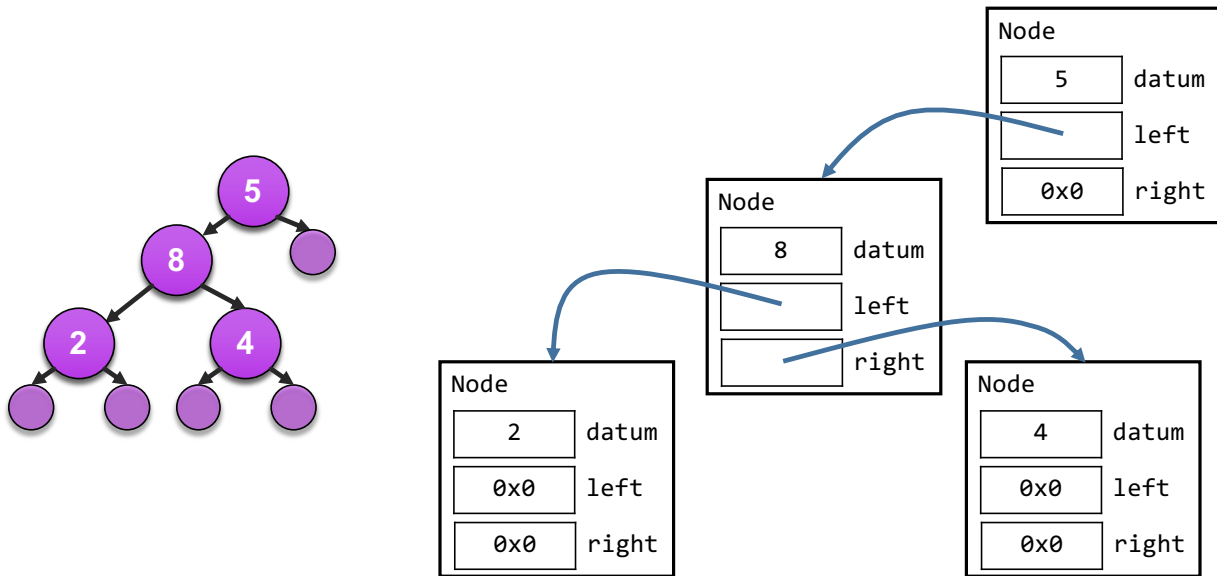 5
8
2
4
Node
5 datum
left
0x0 right
Node
8 datum
left
right
Node
2 datum
0x0 left
0x0 right
Node
4 datum
0x0 left
0x0 right